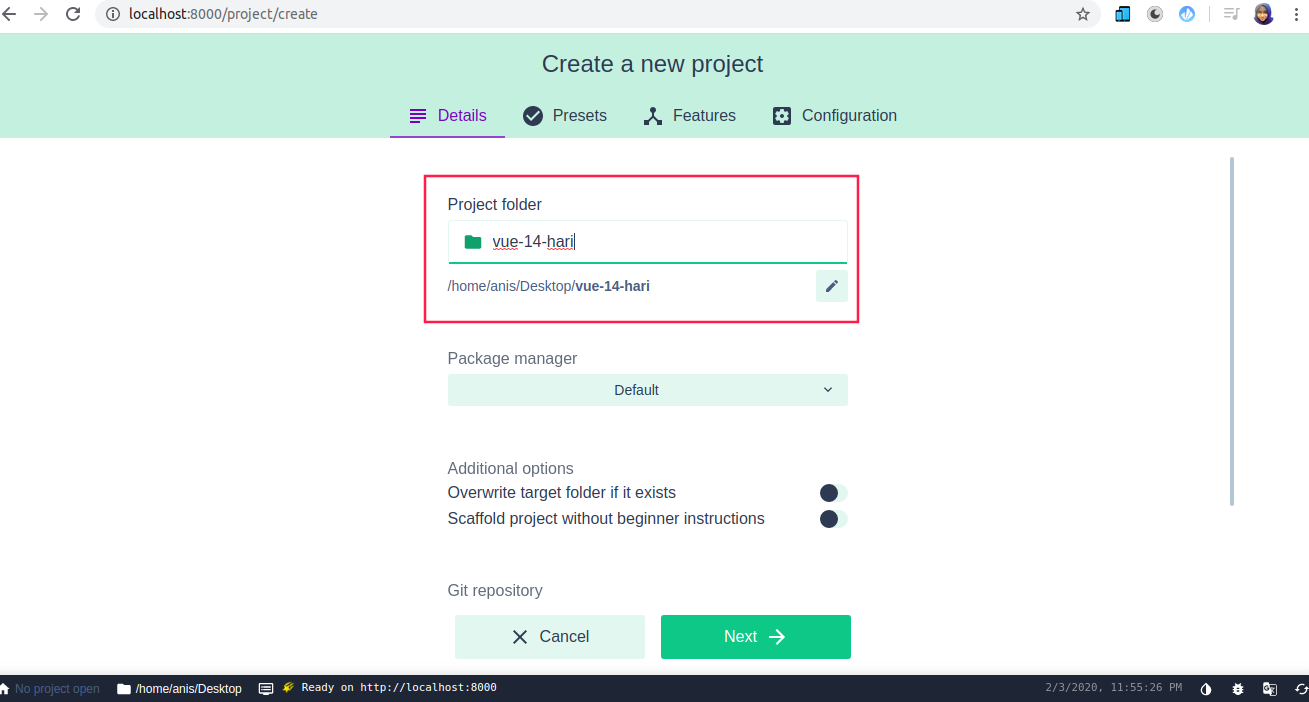 localhost:8000/project/create
Create a new project
Details Presets Features Configuration
Project folder
vue-14-hari
/home/anis/Desktop/vue-14-hari
Package manager
Default
Additional options
Overwrite target folder if it exists
Scaffold project without beginner instructions
Git repository
Cancel Next
No project open /home/anis/Desktop Ready on http://localhost:8000 2/3/2020, 11:55:26 PM